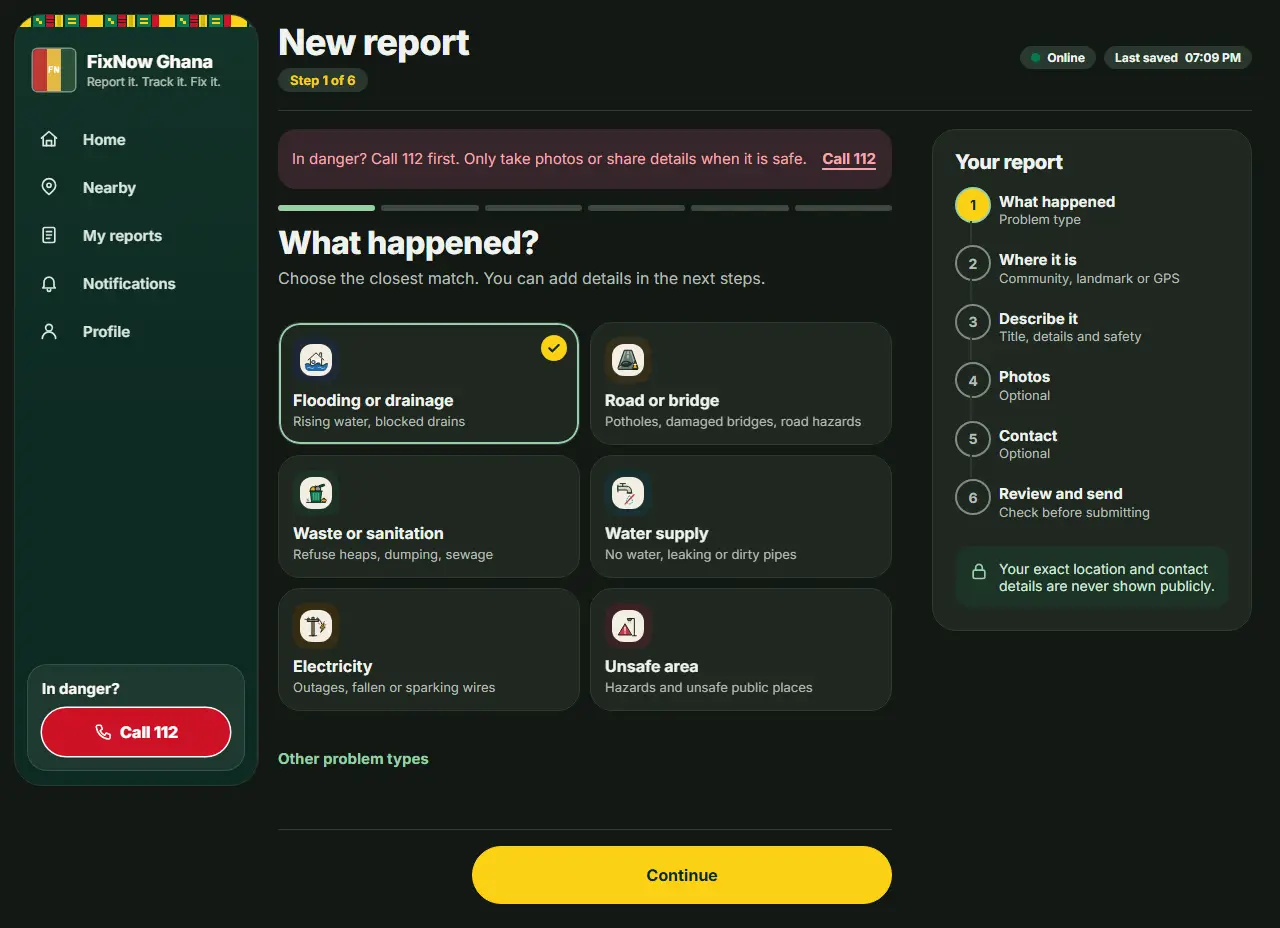 FN
FixNow Ghana
Report it. Track it. Fix it.
Home
Nearby
My reports
Notifications
Profile
In danger?
Call 112
New report
Step 1 of 6
Online
Last saved 07:09 PM
In danger? Call 112 first. Only take photos or share details when it is safe. Call 112
What happened?
Choose the closest match. You can add details in the next steps.
Flooding or drainage
Rising water, blocked drains
Road or bridge
Potholes, damaged bridges, road hazards
Waste or sanitation
Refuse heaps, dumping, sewage
Water supply
No water, leaking or dirty pipes
Electricity
Outages, fallen or sparking wires
Unsafe area
Hazards and unsafe public places
Other problem types
Continue
Your report
1 What happened
Problem type
2 Where it is
Community, landmark or GPS
3 Describe it
Title, details and safety
4 Photos
Optional
5 Contact
Optional
6 Review and send
Check before submitting
Your exact location and contact
details are never shown publicly.